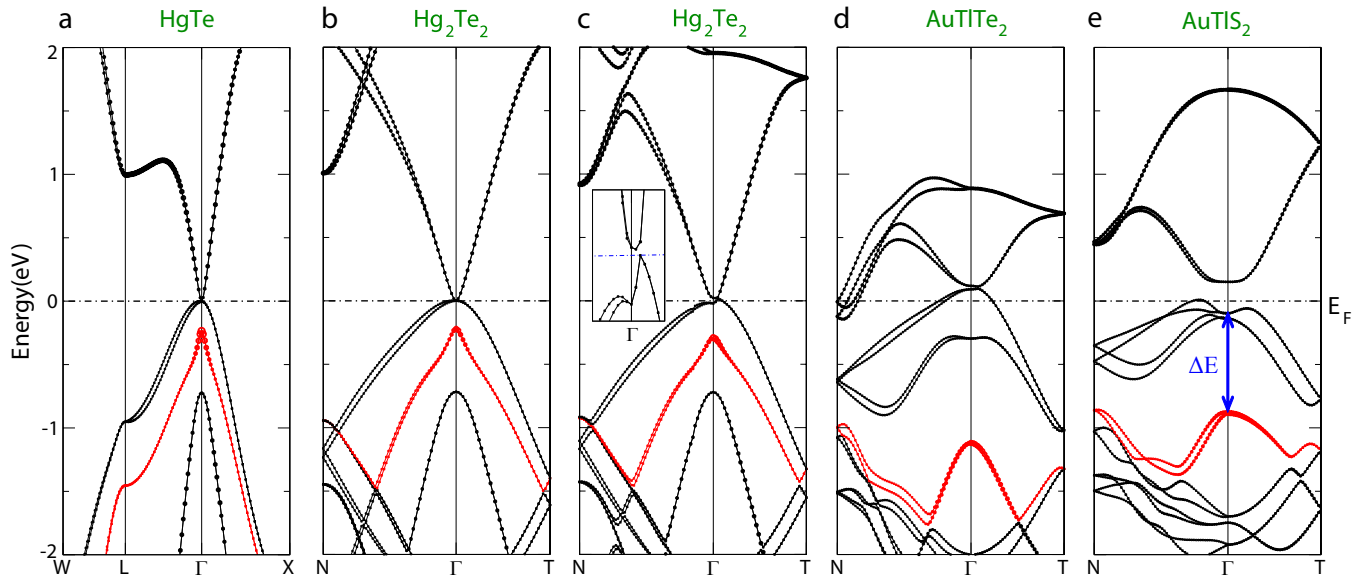 a HgTe b Hg₂Te₂ c Hg₂Te₂ d AuTlTe₂ e AuTlS₂
2
1
0
-1
-2
Energy(eV)
Γ
ΔE
E_F
W L Γ X N Γ T N Γ T N Γ T N Γ T